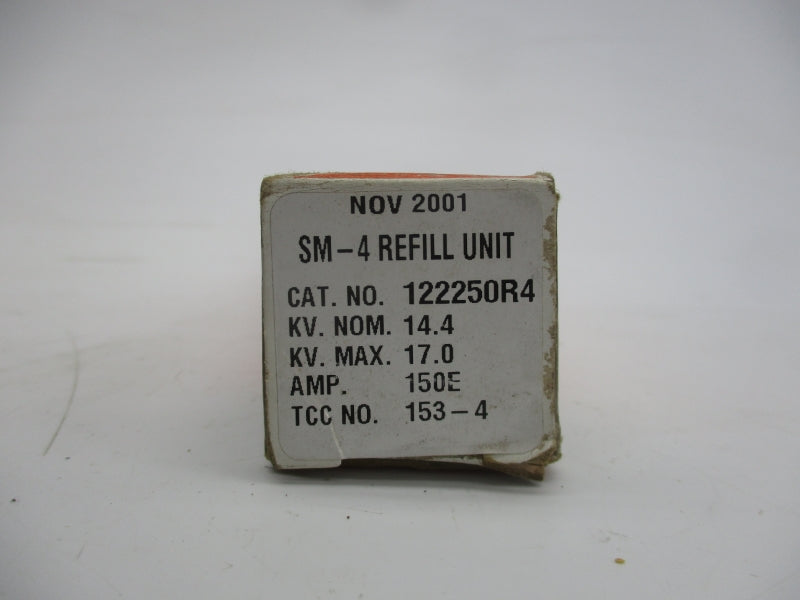 NOV 2001
SM-4 REFILL UNIT
CAT. NO. 122250R4
KV. NOM. 14.4
KV. MAX. 17.0
AMP. 150E
TCC NO. 153-4